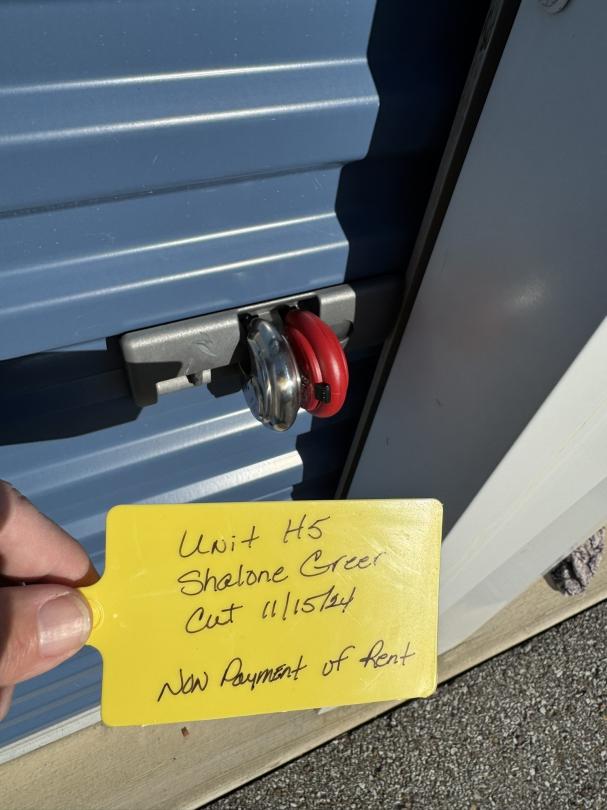 Unit H5
Shalone Greer
Cut 11/15/24
Non Payment of Rent